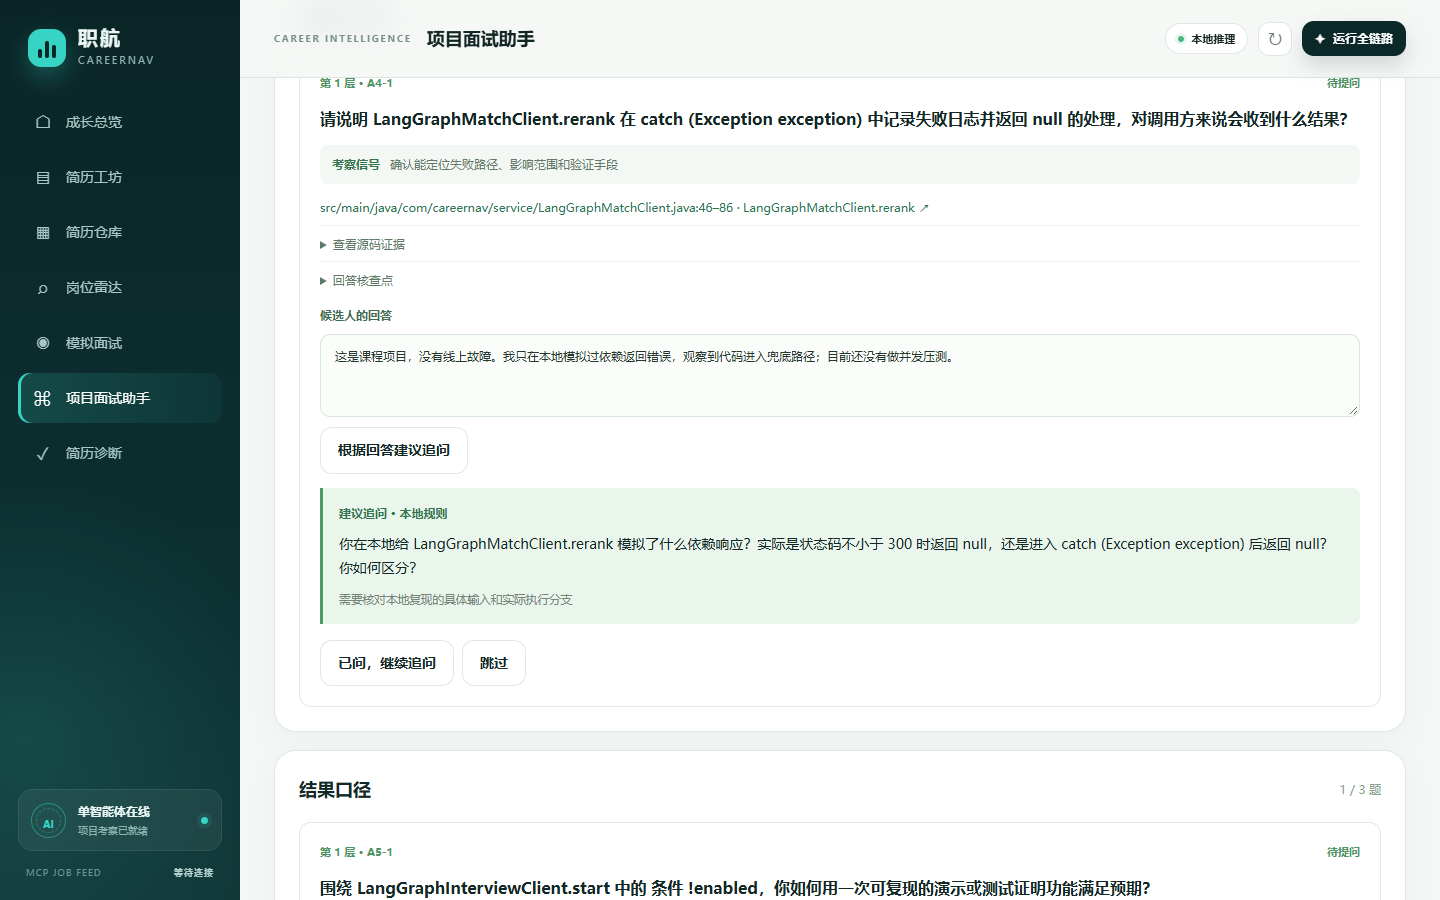 职航
CAREERNAV
成长总览
简历工坊
简历仓库
岗位雷达
模拟面试
项目面试助手
简历诊断
AI
单智能体在线
项目考察已就绪
MCP JOB FEED
等待连接
CAREER INTELLIGENCE
项目面试助手
本地推理
运行全链路
第 1 层 • A4-1
待提问
请说明 LangGraphMatchClient.rerank 在 catch (Exception exception) 中记录失败日志并返回 null 的处理，对调用方来说会收到什么结果？
考察信号 确认能定位失败路径、影响范围和验证手段
src/main/java/com/careernav/service/LangGraphMatchClient.java:46–86 · LangGraphMatchClient.rerank ↗
查看源码证据
回答核查点
候选人的回答
这是课程项目，没有线上故障。我只在本地模拟过依赖返回错误，观察到代码进入兜底路径；目前还没有做并发压测。
根据回答建议追问
建议追问 • 本地规则
你在本地给 LangGraphMatchClient.rerank 模拟了什么依赖响应？实际是状态码不小于 300 时返回 null，还是进入 catch (Exception exception) 后返回 null？
你如何区分？
需要核对本地复现的具体输入和实际执行分支
已问，继续追问
跳过
结果口径
1 / 3 题
第 1 层 • A5-1
待提问
围绕 LangGraphInterviewClient.start 中的 条件 !enabled，你如何用一次可复现的演示或测试证明功能满足预期？